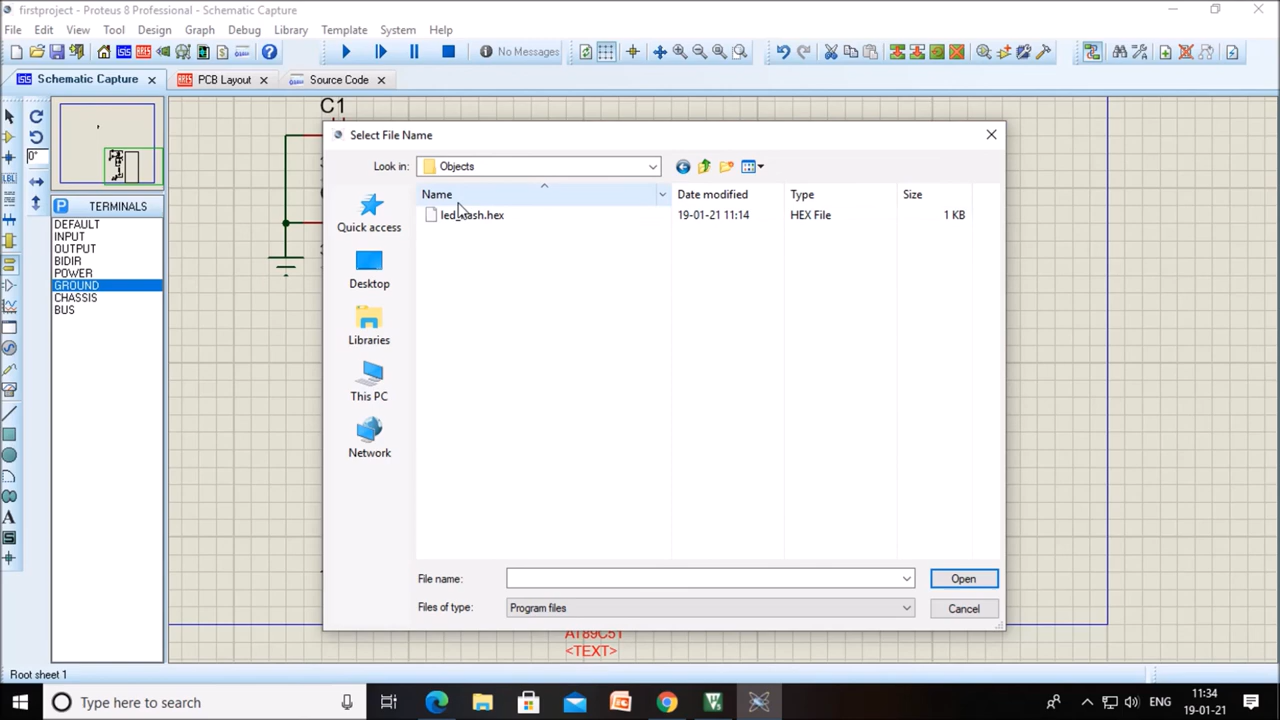 firstproject - Proteus 8 Professional - Schematic Capture
File Edit View Tool Design Graph Debug Library Template System Help
No Messages
Schematic Capture PCB Layout Source Code
C1
0°
LBL
P TERMINALS
DEFAULT
INPUT
OUTPUT
BIDIR
POWER
GROUND
CHASSIS
BUS
A
Select File Name
Look in: Objects
Name Date modified Type Size
19-01-21 11:14 HEX File 1 KB
Quick access
Desktop
Libraries
This PC
Network
File name: Open
Files of type: Program files Cancel
AT89C51
<TEXT>
Root sheet 1
Type here to search
ENG
11:34
19-01-21